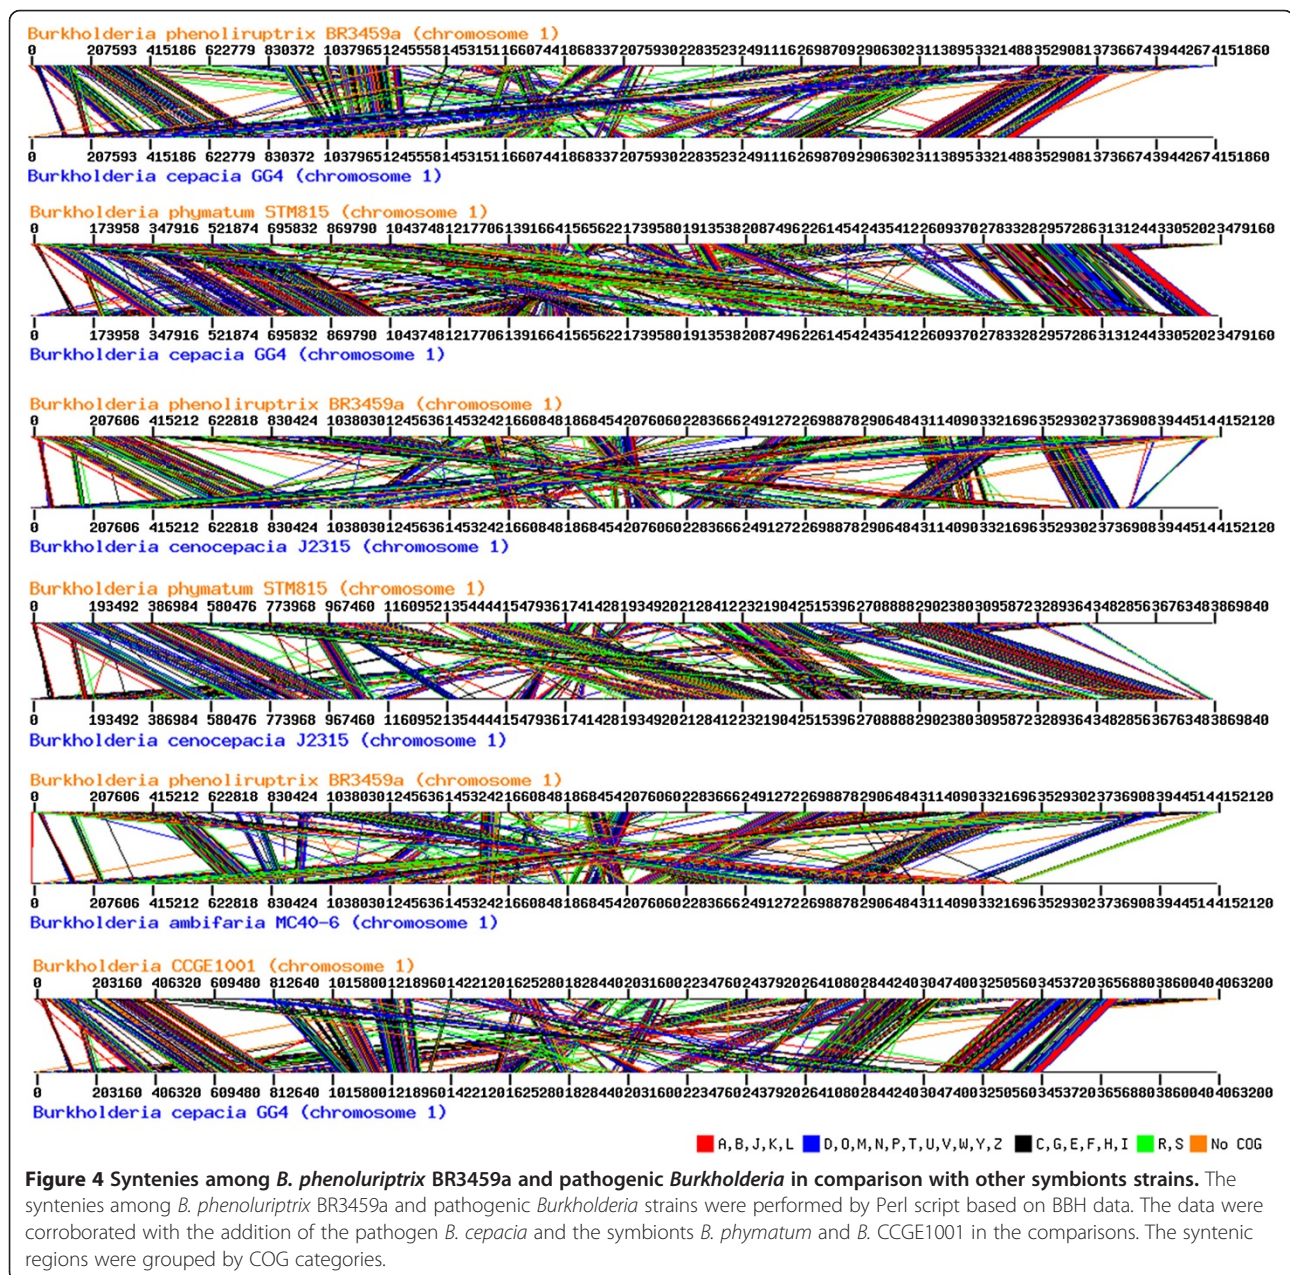 Burkholderia phenoliruptrix BR3459a (chromosome 1)
0 207593 415186 622779 830372 1037965 1245558 1453151 1660744 1868337 2075930 2283523 2491116 2698709 2906302 3113895 3321488 3529081 3736674 3944267 4151860
0 207593 415186 622779 830372 1037965 1245558 1453151 1660744 1868337 2075930 2283523 2491116 2698709 2906302 3113895 3321488 3529081 3736674 3944267 4151860
Burkholderia cepacia GG4 (chromosome 1)
Burkholderia phymatum STM815 (chromosome 1)
0 173958 347916 521874 695832 869790 1043748 1217706 1391664 1565622 1739580 1913538 2087496 2261454 2435412 2609370 2783328 2957286 3131244 3305202 3479160
0 173958 347916 521874 695832 869790 1043748 1217706 1391664 1565622 1739580 1913538 2087496 2261454 2435412 2609370 2783328 2957286 3131244 3305202 3479160
Burkholderia cepacia GG4 (chromosome 1)
Burkholderia phenoliruptrix BR3459a (chromosome 1)
0 207606 415212 622818 830424 1038030 1245636 1453242 1660848 1868454 2076060 2283666 2491272 2698878 2906484 3114090 3321696 3529302 3736908 3944514 4152120
0 207606 415212 622818 830424 1038030 1245636 1453242 1660848 1868454 2076060 2283666 2491272 2698878 2906484 3114090 3321696 3529302 3736908 3944514 4152120
Burkholderia cenocepacia J2315 (chromosome 1)
Burkholderia phymatum STM815 (chromosome 1)
0 193492 386984 580476 773968 967460 1160952 1354444 1547936 1741428 1934920 2128412 2321904 2515396 2708888 2902380 3095872 3289364 3482856 3676348 3869840
0 193492 386984 580476 773968 967460 1160952 1354444 1547936 1741428 1934920 2128412 2321904 2515396 2708888 2902380 3095872 3289364 3482856 3676348 3869840
Burkholderia cenocepacia J2315 (chromosome 1)
Burkholderia phenoliruptrix BR3459a (chromosome 1)
0 207606 415212 622818 830424 1038030 1245636 1453242 1660848 1868454 2076060 2283666 2491272 2698878 2906484 3114090 3321696 3529302 3736908 3944514 4152120
0 207606 415212 622818 830424 1038030 1245636 1453242 1660848 1868454 2076060 2283666 2491272 2698878 2906484 3114090 3321696 3529302 3736908 3944514 4152120
Burkholderia ambifaria MC40-6 (chromosome 1)
Burkholderia CCGE1001 (chromosome 1)
0 203160 406320 609480 812640 1015800 1218960 1422120 1625280 1828440 2031600 2234760 2437920 2641080 2844240 3047400 3250560 3453720 3656880 3860040 4063200
0 203160 406320 609480 812640 1015800 1218960 1422120 1625280 1828440 2031600 2234760 2437920 2641080 2844240 3047400 3250560 3453720 3656880 3860040 4063200
Burkholderia cepacia GG4 (chromosome 1)
A,B,J,K,L D,O,M,N,P,T,U,V,W,Y,Z C,G,E,F,H,I R,S No COG
Figure 4 Syntenies among B. phenoluriptrix BR3459a and pathogenic Burkholderia in comparison with other symbionts strains. The
syntenies among B. phenoluriptrix BR3459a and pathogenic Burkholderia strains were performed by Perl script based on BBH data. The data were
corroborated with the addition of the pathogen B. cepacia and the symbionts B. phymatum and B. CCGE1001 in the comparisons. The syntenic
regions were grouped by COG categories.